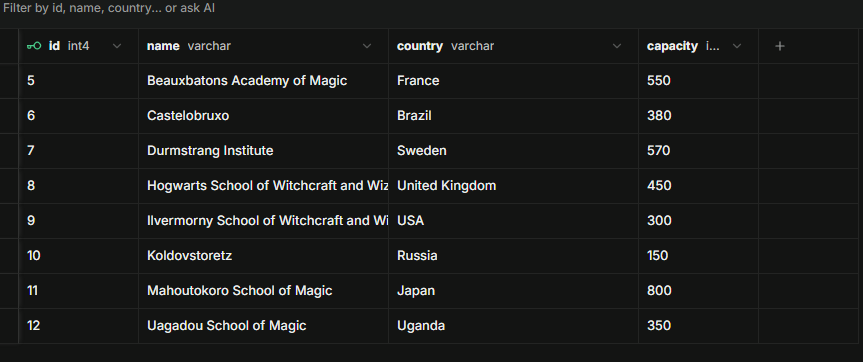 Filter by id, name, country... or ask AI
id int4 name varchar country varchar capacity i...
5 Beauxbatons Academy of Magic France 550
6 Castelobruxo Brazil 380
7 Durmstrang Institute Sweden 570
8 Hogwarts School of Witchcraft and Wiz United Kingdom 450
9 Ilvermorny School of Witchcraft and Wi USA 300
10 Koldovstoretz Russia 150
11 Mahoutokoro School of Magic Japan 800
12 Uagadou School of Magic Uganda 350